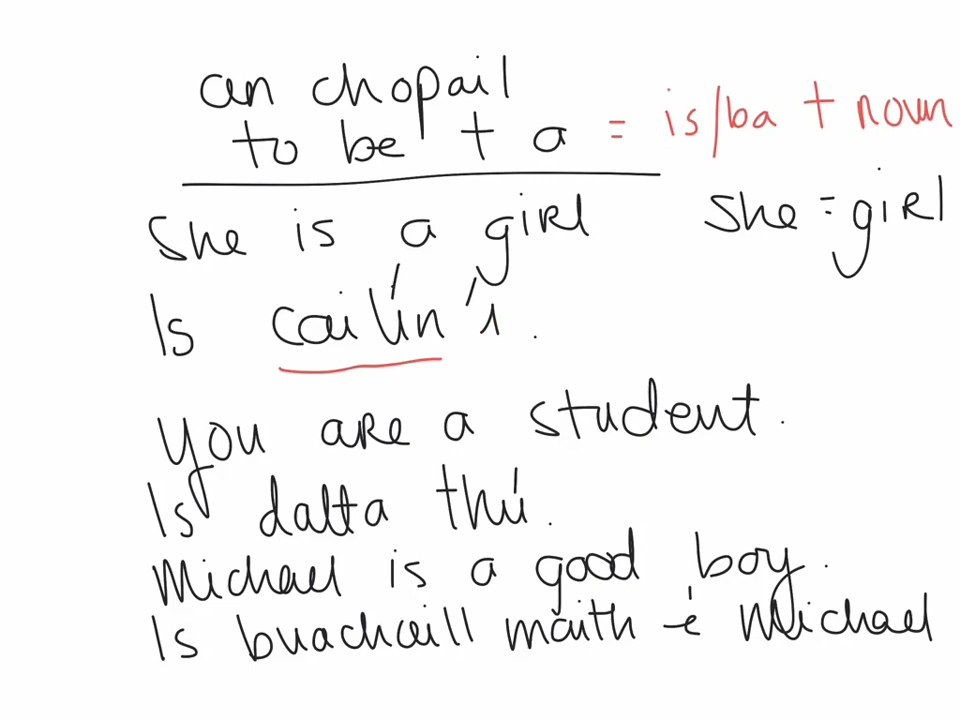 an chopail
to be + a = is/ba + noun
She is a girl She = girl
Is cailín í.
You are a student.
Is dalta thú.
Michael is a good boy.
Is buachaill maith é Michael